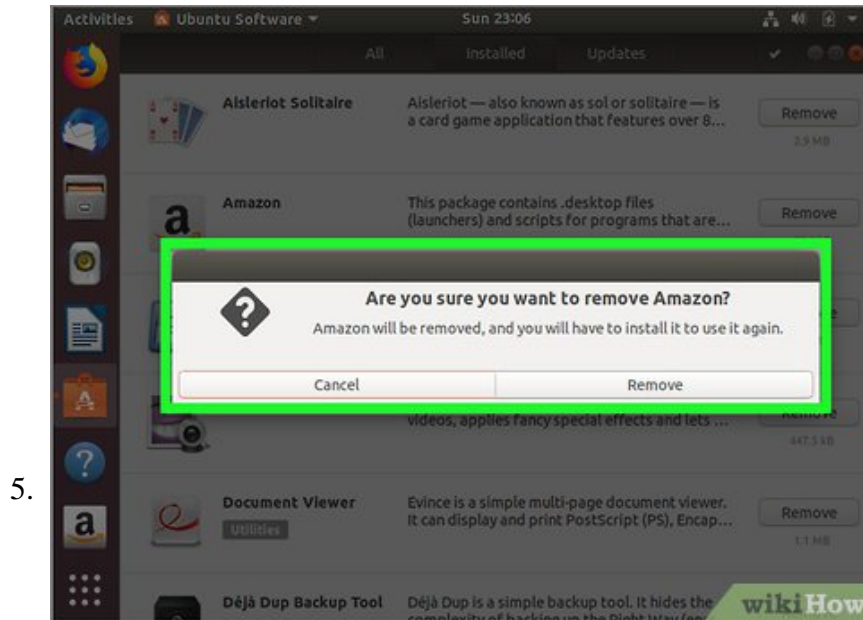 Activities Ubuntu Software Sun 23:06
All Installed Updates
Aisleriot Solitaire
Aisleriot — also known as sol or solitaire — is
a card game application that features over 8...
Remove
2.9 MB
Amazon
This package contains .desktop files
(launchers) and scripts for programs that are...
Remove
Are you sure you want to remove Amazon?
Amazon will be removed, and you will have to install it to use it again.
Cancel Remove
videos, applies fancy special effects and lets ...
Remove
447.5 kB
5.
Document Viewer
Utilities
Evince is a simple multi-page document viewer.
It can display and print PostScript (PS), Encap...
Remove
1.1 MB
Déjà Dup Backup Tool
Déjà Dup is a simple backup tool. It hides the
complexity of backing up the Right Way (en
wikiHow